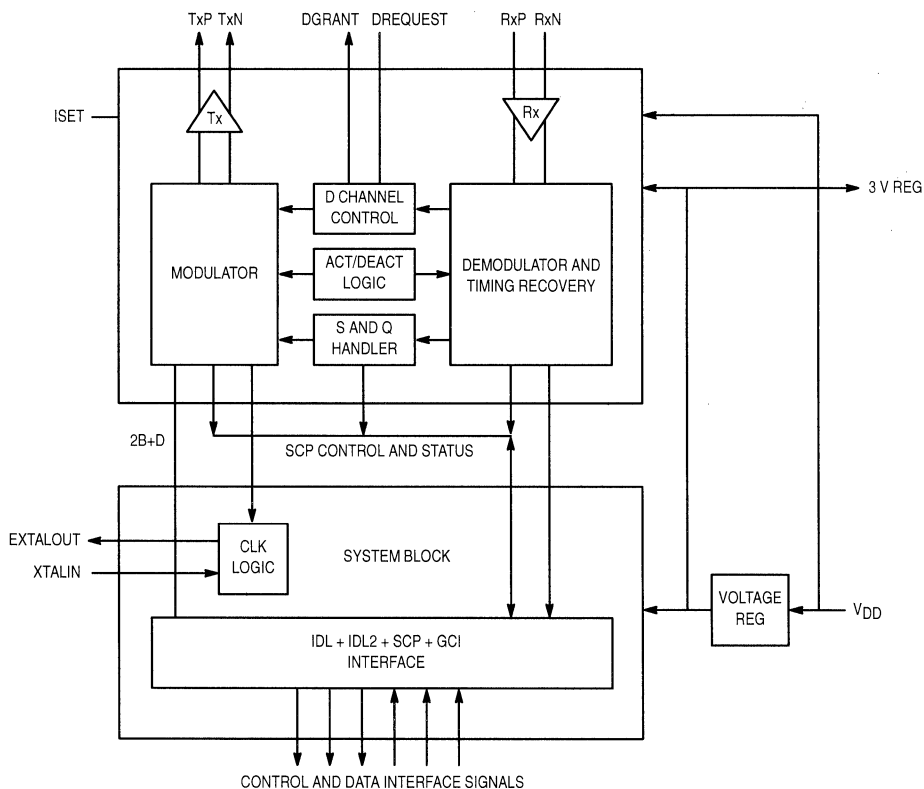 TxP TxN
DGRANT
DREQUEST
RxP RxN
ISET
Tx
Rx
3 V REG
D CHANNEL
CONTROL
MODULATOR
ACT/DEACT
LOGIC
DEMODULATOR AND
TIMING RECOVERY
S AND Q
HANDLER
2B+D
SCP CONTROL AND STATUS
EXTALOUT
XTALIN
CLK
LOGIC
SYSTEM BLOCK
VOLTAGE
REG
VDD
IDL + IDL2 + SCP + GCI
INTERFACE
CONTROL AND DATA INTERFACE SIGNALS